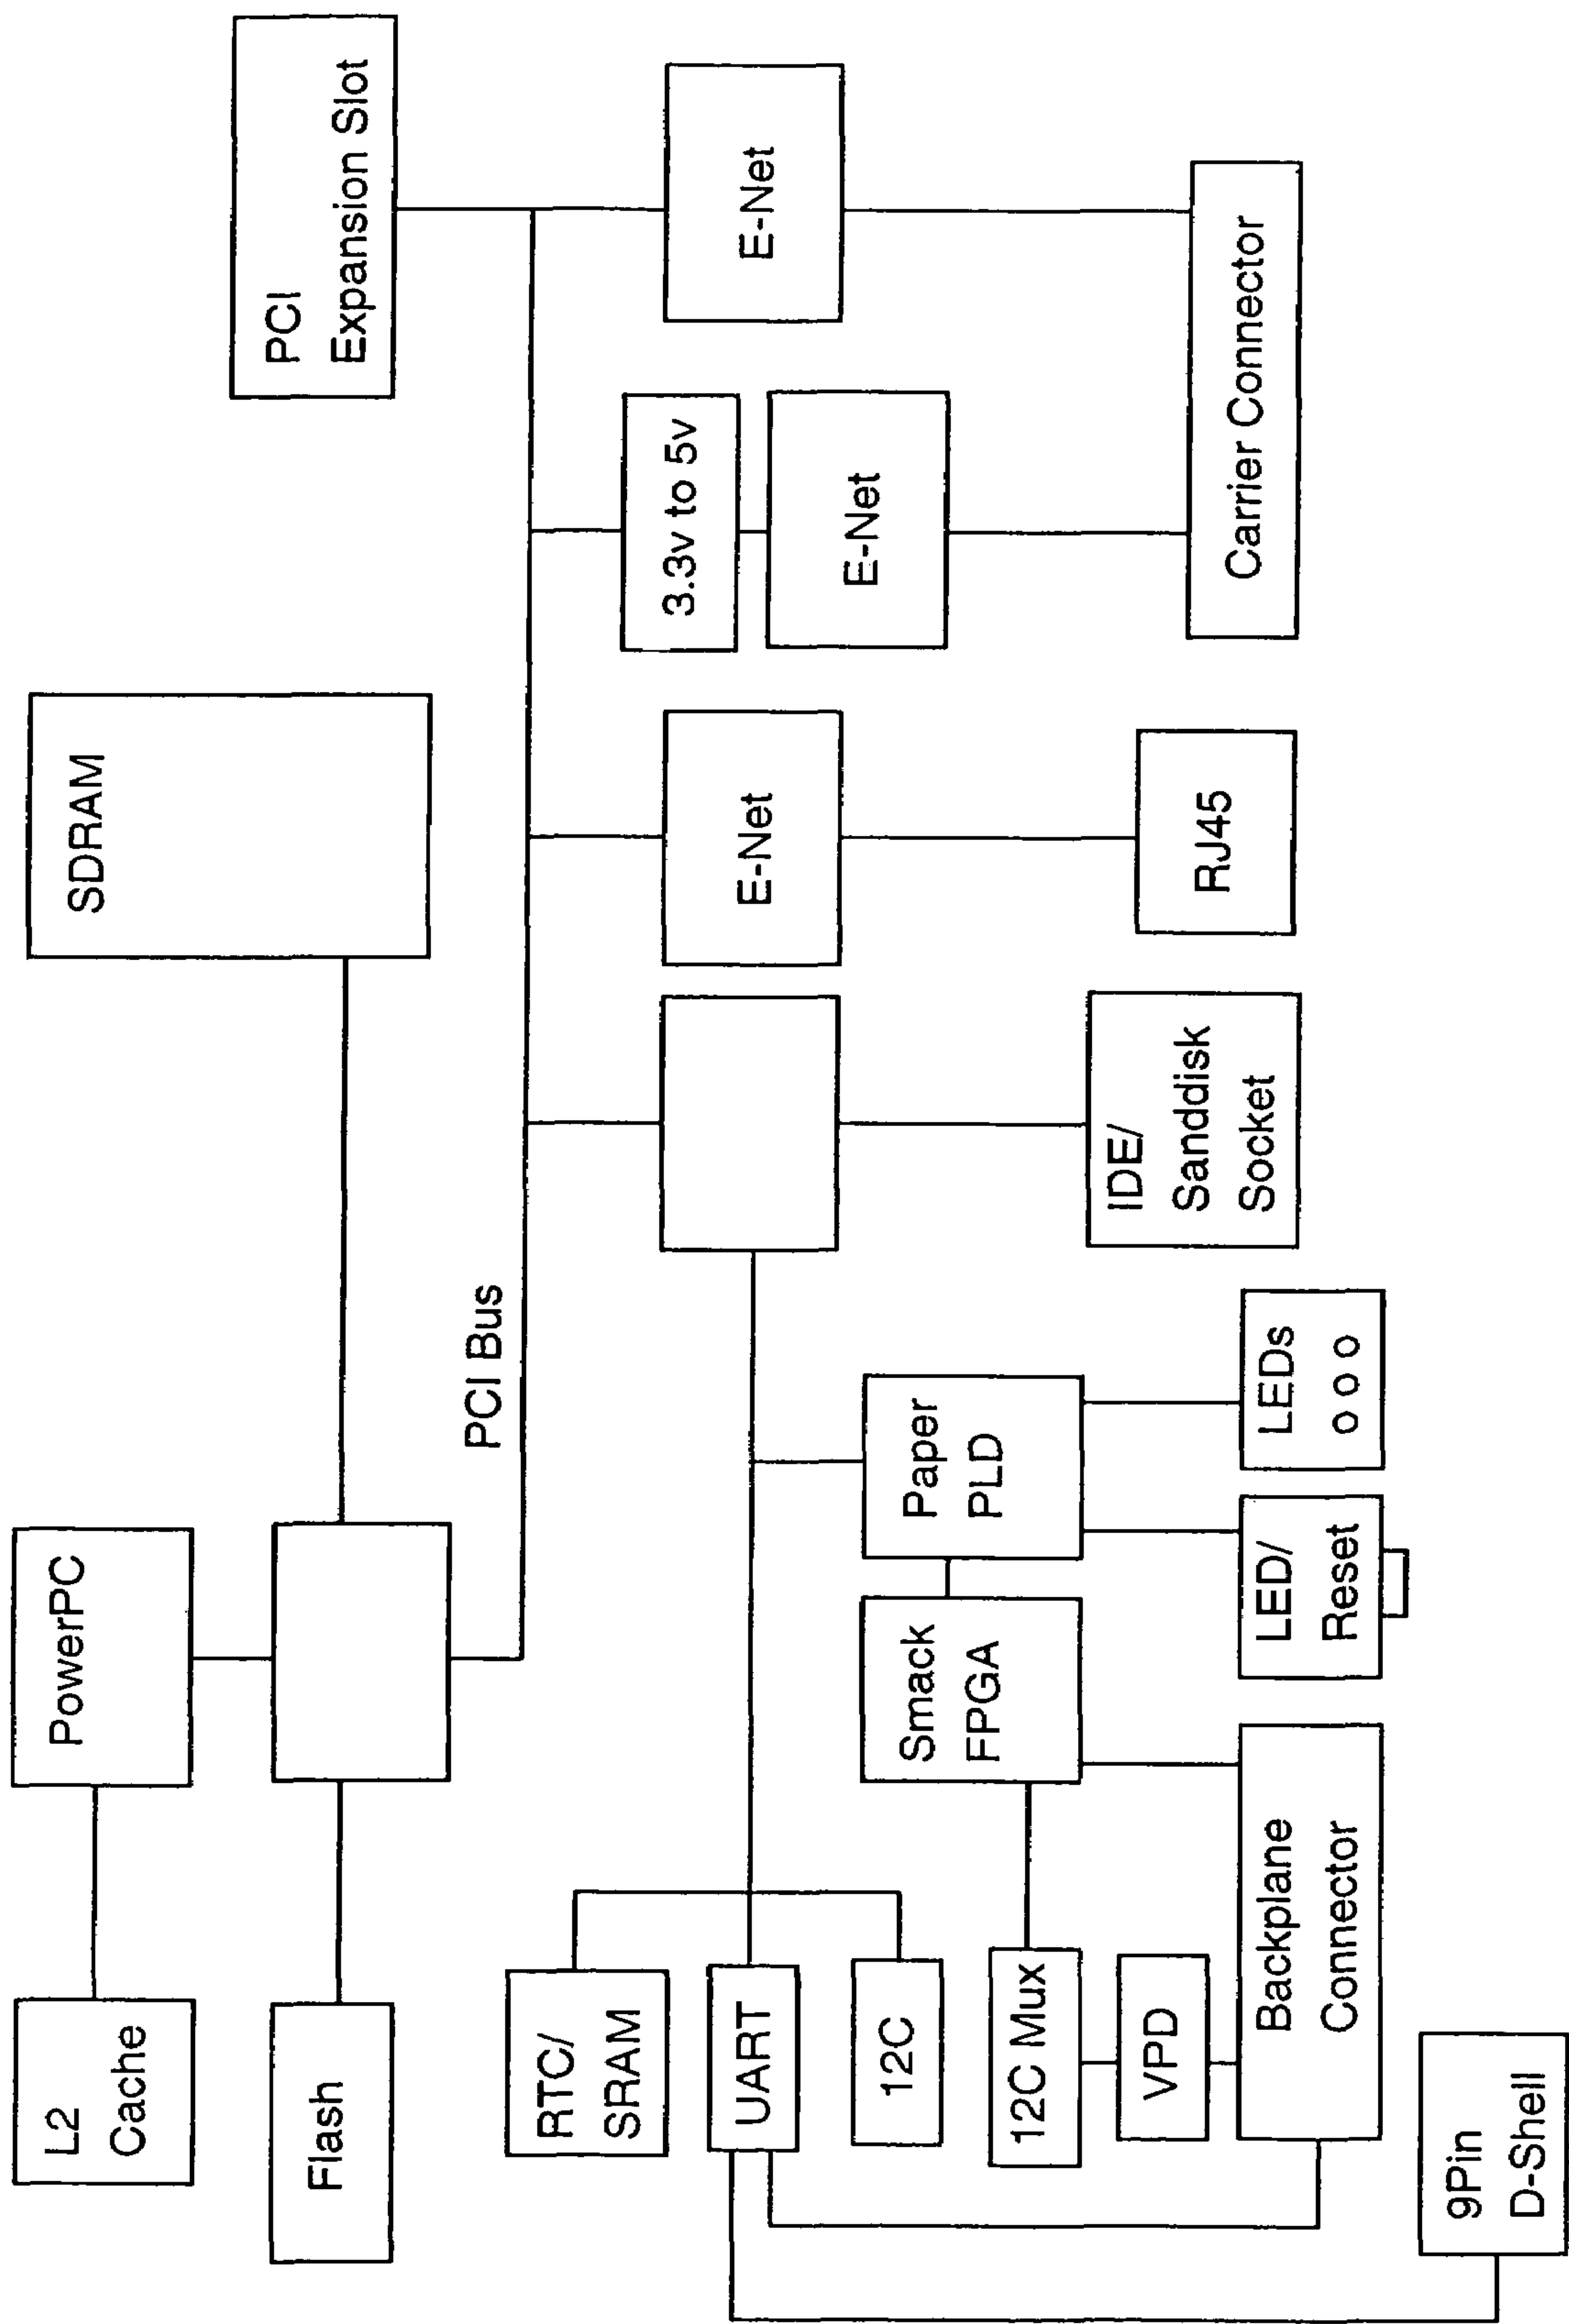 L2
Cache
PowerPC
SDRAM
Flash
PCI
Expansion Slot
PCI Bus
RTC/
SRAM
UART
12C
12C Mux
VPD
Backplane
Connector
9Pin
D-Shell
Smack
FPGA
Paper
PLD
LED/
Reset
LEDs
IDE/
Sanddisk
Socket
E-Net
RJ45
3.3v to 5v
E-Net
E-Net
Carrier Connector